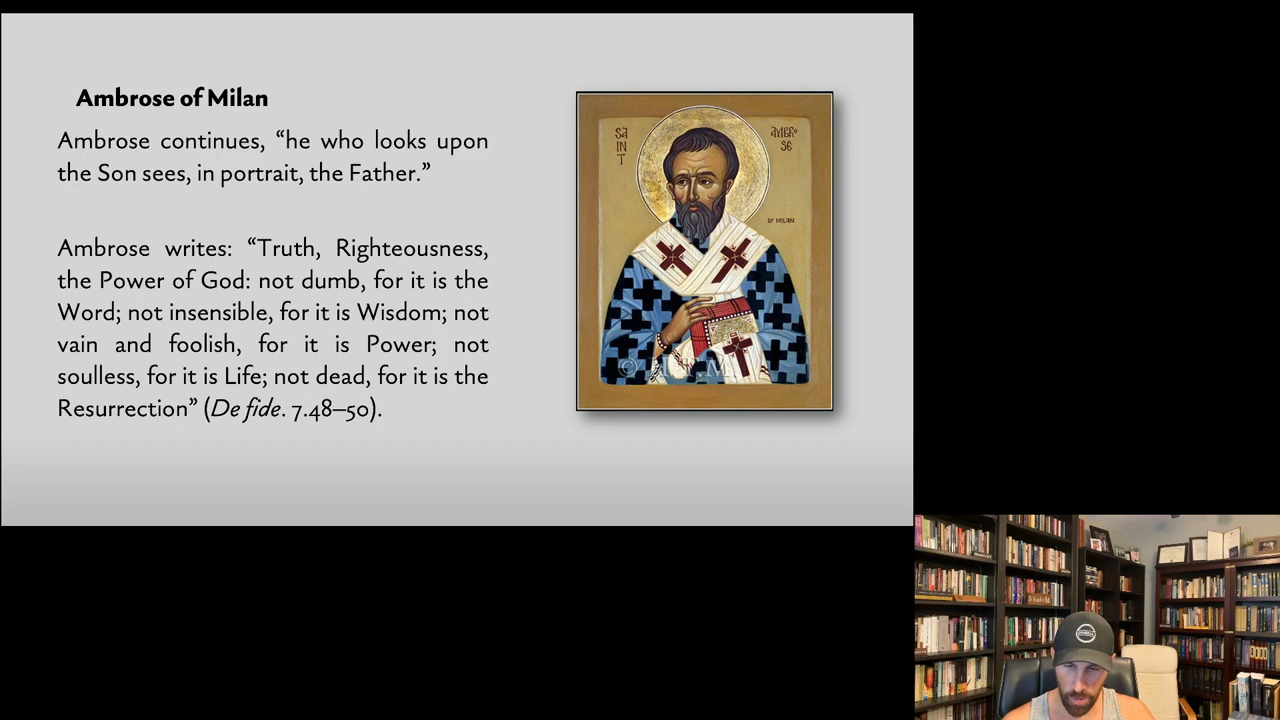 Ambrose of Milan
Ambrose continues, “he who looks upon
the Son sees, in portrait, the Father.”
Ambrose writes: “Truth, Righteousness,
the Power of God: not dumb, for it is the
Word; not insensible, for it is Wisdom; not
vain and foolish, for it is Power; not
soulless, for it is Life; not dead, for it is the
Resurrection” (De fide. 7.48–50).
SA
IN
T
AMBRO
SE
OF MILAN